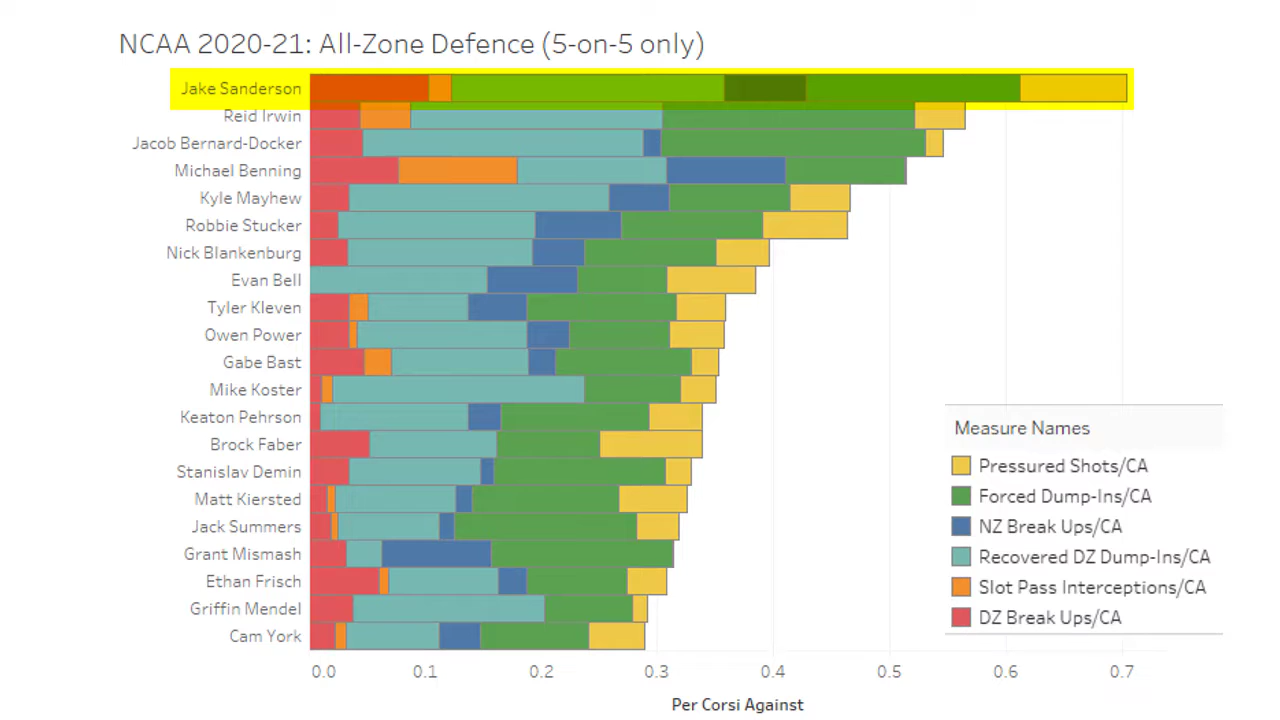 NCAA 2020-21: All-Zone Defence (5-on-5 only)
Jake Sanderson
Reid Irwin
Jacob Bernard-Docker
Michael Benning
Kyle Mayhew
Robbie Stucker
Nick Blankenburg
Evan Bell
Tyler Kleven
Owen Power
Gabe Bast
Mike Koster
Keaton Pehrson
Brock Faber
Stanislav Demin
Matt Kiersted
Jack Summers
Grant Mismash
Ethan Frisch
Griffin Mendel
Cam York
Measure Names
Pressured Shots/CA
Forced Dump-Ins/CA
NZ Break Ups/CA
Recovered DZ Dump-Ins/CA
Slot Pass Interceptions/CA
DZ Break Ups/CA
0.0 0.1 0.2 0.3 0.4 0.5 0.6 0.7
Per Corsi Against